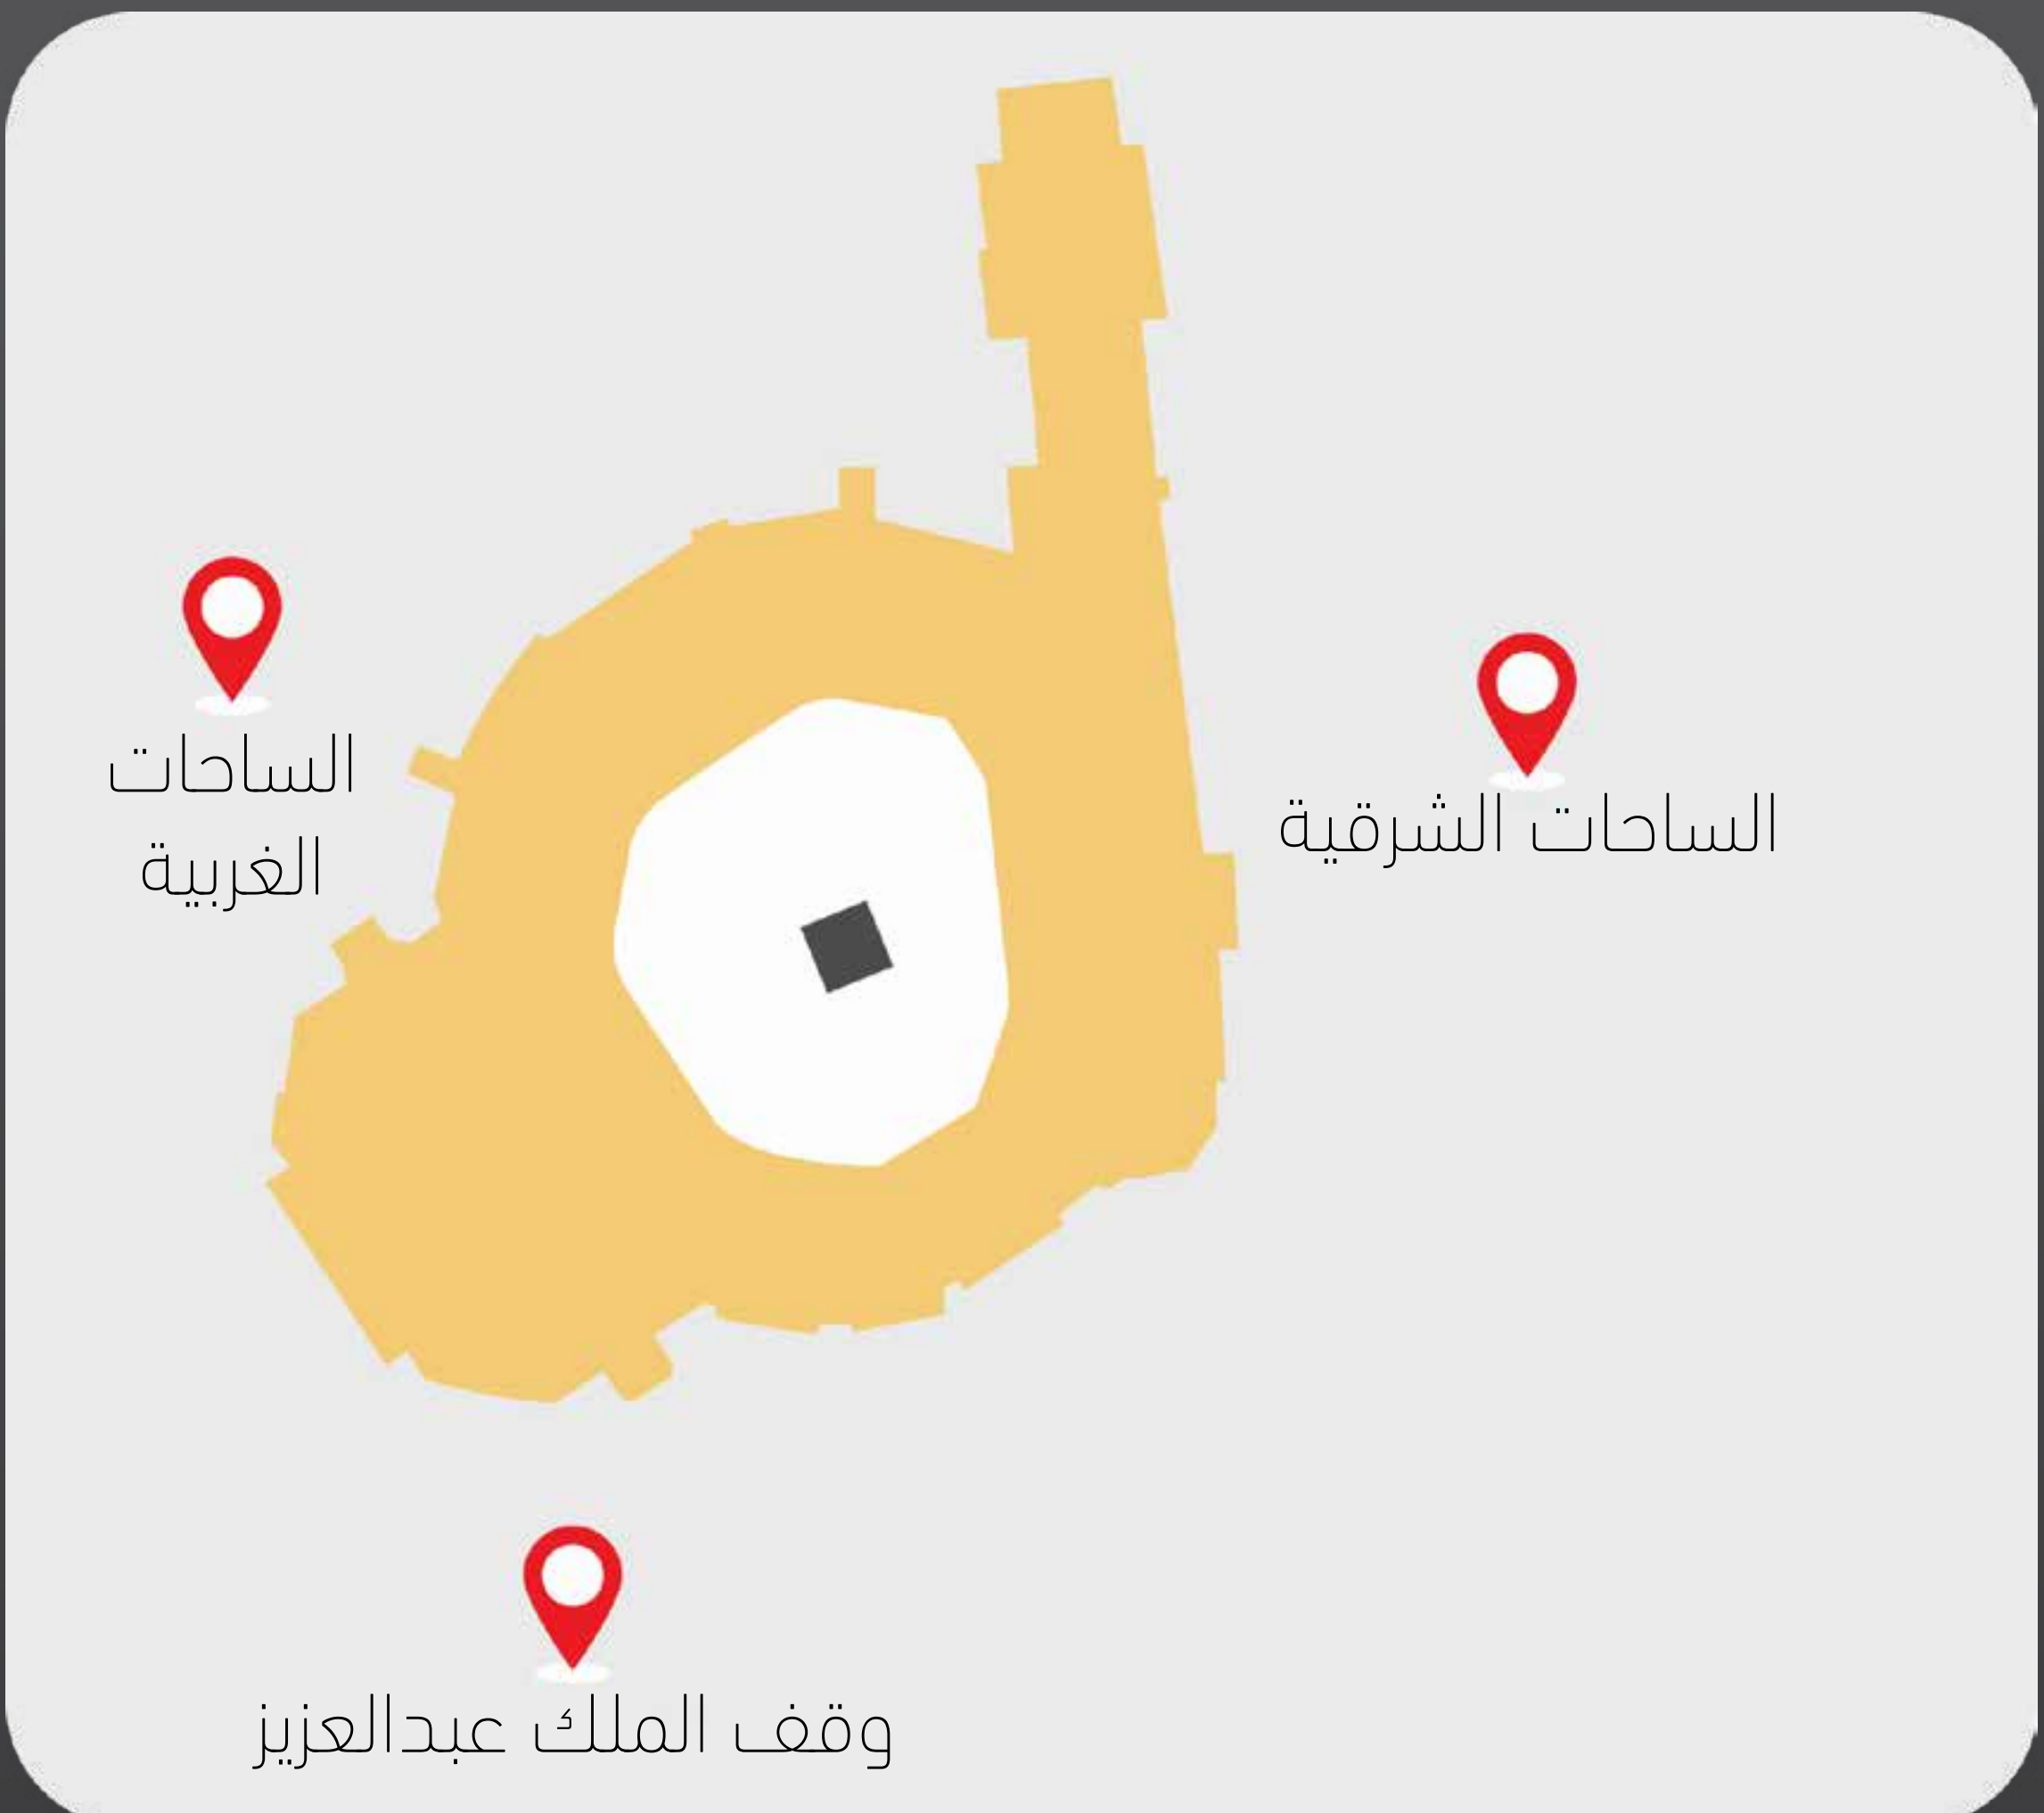 الساحات
الغربية
الساحات الشرقية
وقف الملك عبدالعزيز